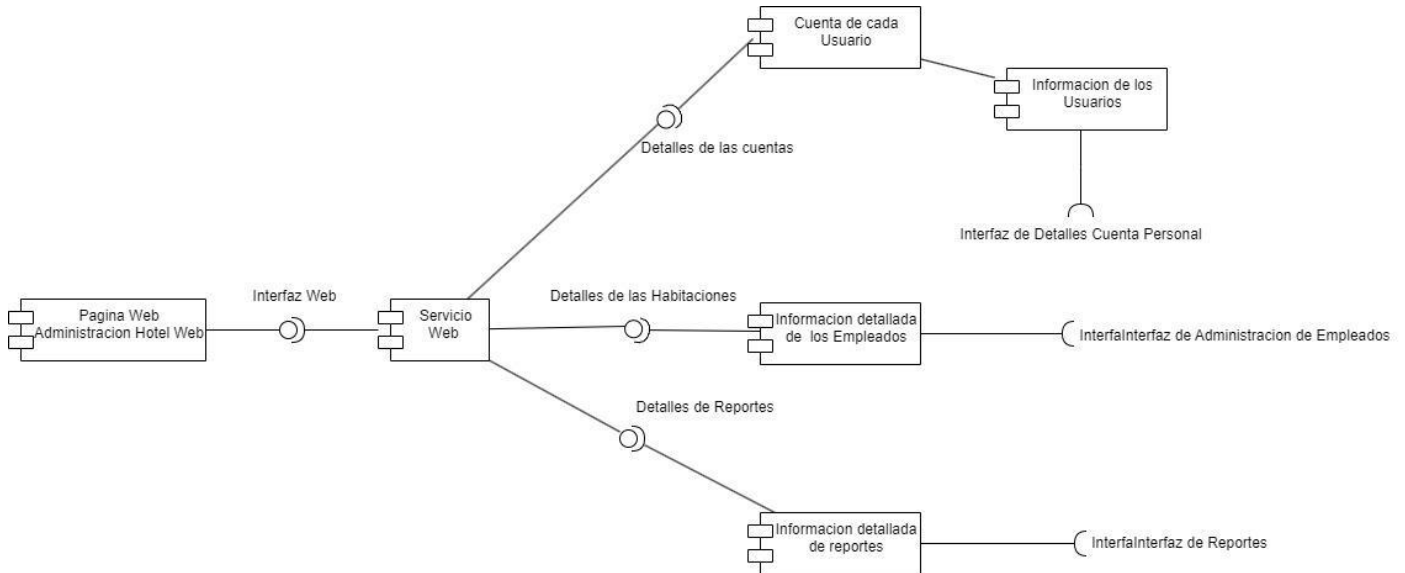 Cuenta de cada
Usuario
Informacion de los
Usuarios
Detalles de las cuentas
Interfaz de Detalles Cuenta Personal
Interfaz Web
Detalles de las Habitaciones
Pagina Web
Administracion Hotel Web
Servicio
Web
Informacion detallada
de los Empleados
InterfaInterfaz de Administracion de Empleados
Detalles de Reportes
Informacion detallada
de reportes
InterfaInterfaz de Reportes